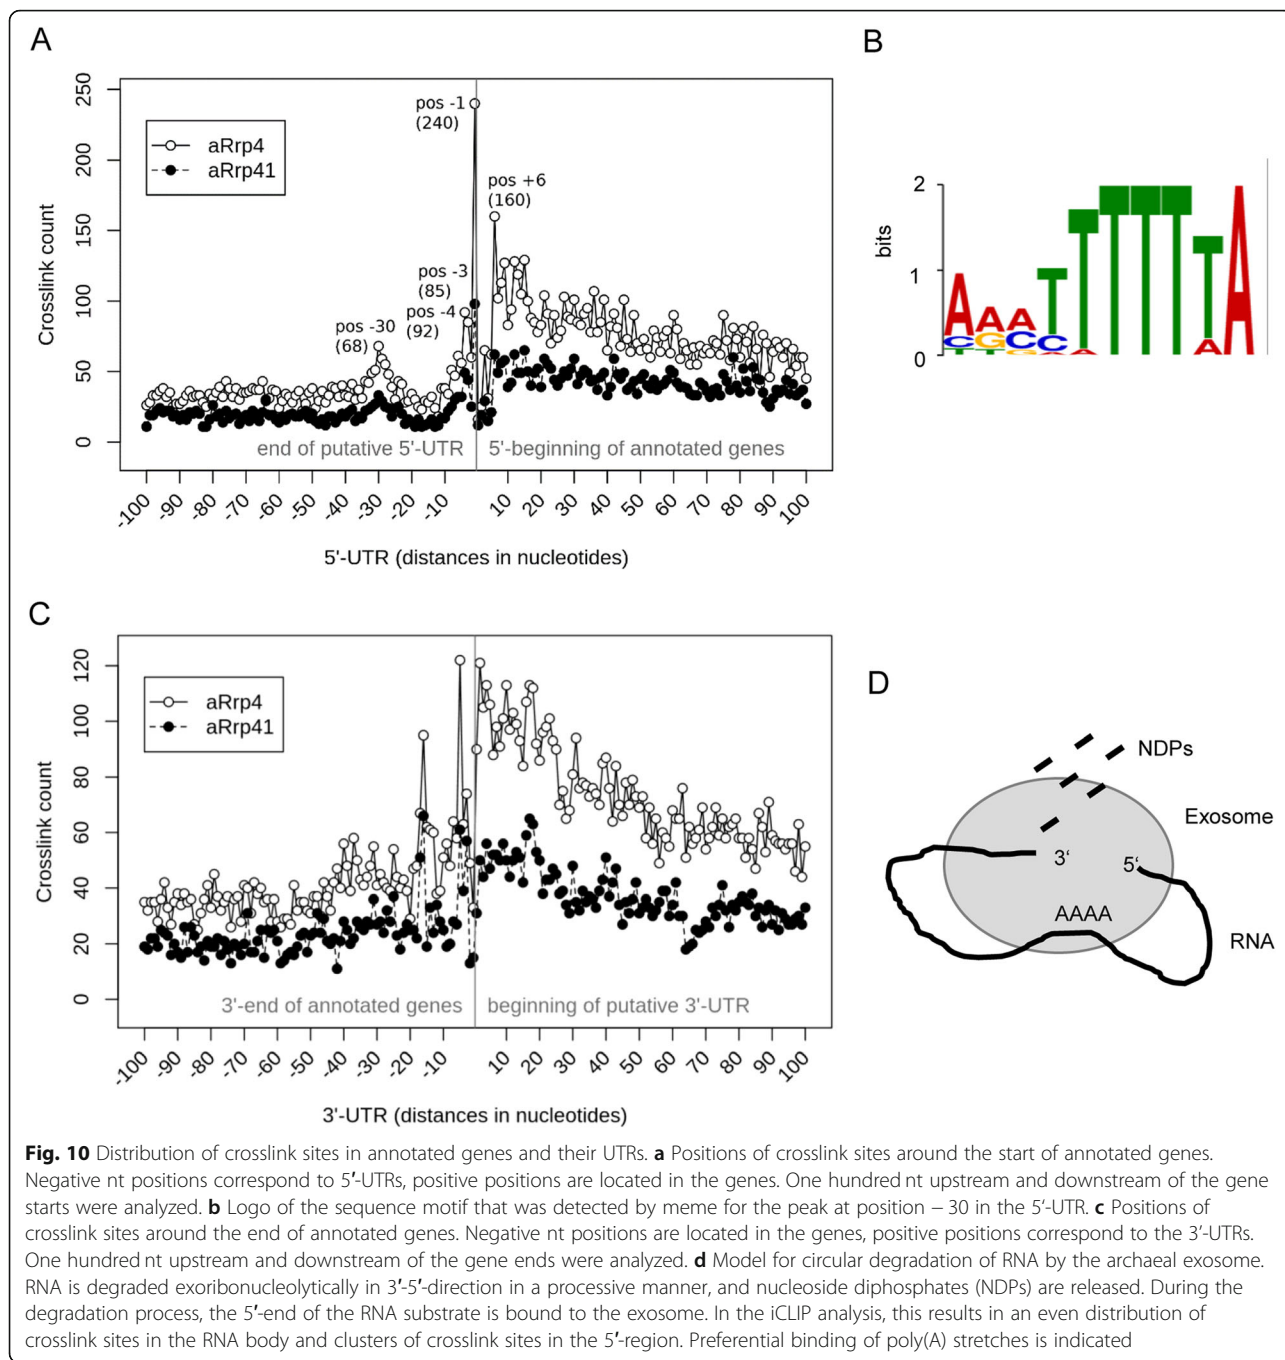 A
250
200
150
100
50
0
Crosslink count
aRrp4
aRrp41
pos -1
(240)
pos +6
(160)
pos -3
(85)
pos -4
(92)
pos -30
(68)
end of putative 5'-UTR
5'-beginning of annotated genes
-100 -90 -80 -70 -60 -50 -40 -30 -20 -10 10 20 30 40 50 60 70 80 90 100
5'-UTR (distances in nucleotides)
B
2
1
0
bits
A A A T T T T T T A
C G C C A A
T T G A
C
120
100
80
60
40
20
0
Crosslink count
aRrp4
aRrp41
3'-end of annotated genes
beginning of putative 3'-UTR
-100 -90 -80 -70 -60 -50 -40 -30 -20 -10 10 20 30 40 50 60 70 80 90 100
3'-UTR (distances in nucleotides)
D
NDPs
Exosome
3‘
5‘
AAAA
RNA
Fig. 10 Distribution of crosslink sites in annotated genes and their UTRs. a Positions of crosslink sites around the start of annotated genes.
Negative nt positions correspond to 5′-UTRs, positive positions are located in the genes. One hundred nt upstream and downstream of the gene
starts were analyzed. b Logo of the sequence motif that was detected by meme for the peak at position − 30 in the 5‘-UTR. c Positions of
crosslink sites around the end of annotated genes. Negative nt positions are located in the genes, positive positions correspond to the 3′-UTRs.
One hundred nt upstream and downstream of the gene ends were analyzed. d Model for circular degradation of RNA by the archaeal exosome.
RNA is degraded exoribonucleolytically in 3′-5′-direction in a processive manner, and nucleoside diphosphates (NDPs) are released. During the
degradation process, the 5′-end of the RNA substrate is bound to the exosome. In the iCLIP analysis, this results in an even distribution of
crosslink sites in the RNA body and clusters of crosslink sites in the 5′-region. Preferential binding of poly(A) stretches is indicated